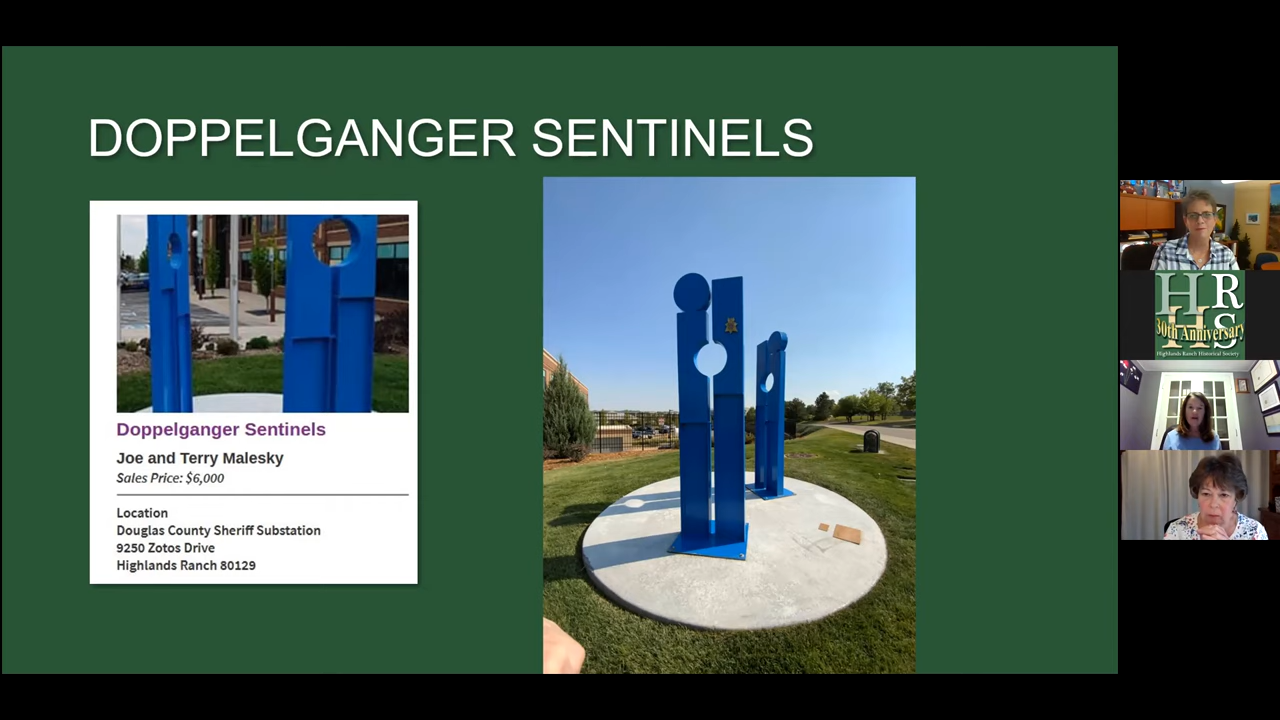 DOPPELGANGER SENTINELS
Doppelganger Sentinels
Joe and Terry Malesky
Sales Price: $6,000
Location
Douglas County Sheriff Substation
9250 Zotos Drive
Highlands Ranch 80129
H R
30th Anniversary
H S
Highlands Ranch Historical Society